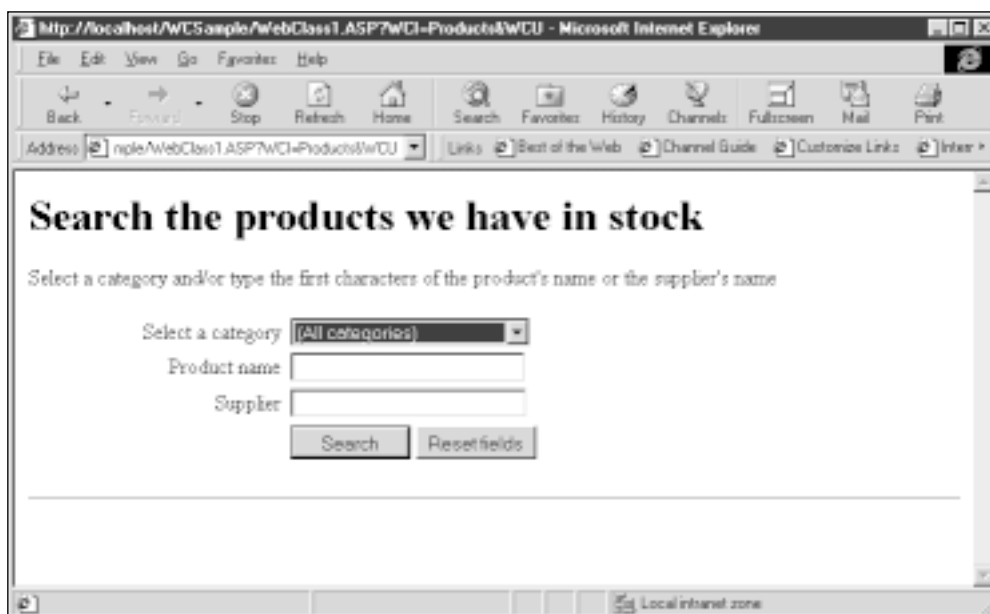 http://localhost/WCSample/WebClass1.ASP?WCI=Products&WCU - Microsoft Internet Explorer
File Edit View Go Favorites Help
Back Forward Stop Refresh Home Search Favorites History Channels Fullscreen Mail Print
Address mple/WebClass1.ASP?WCI=Products&WCU Links Best of the Web Channel Guide Customize Links Interr
Search the products we have in stock
Select a category and/or type the first characters of the product's name or the supplier's name
Select a category (All categories)
Product name
Supplier
Search Reset fields
Local intranet zone